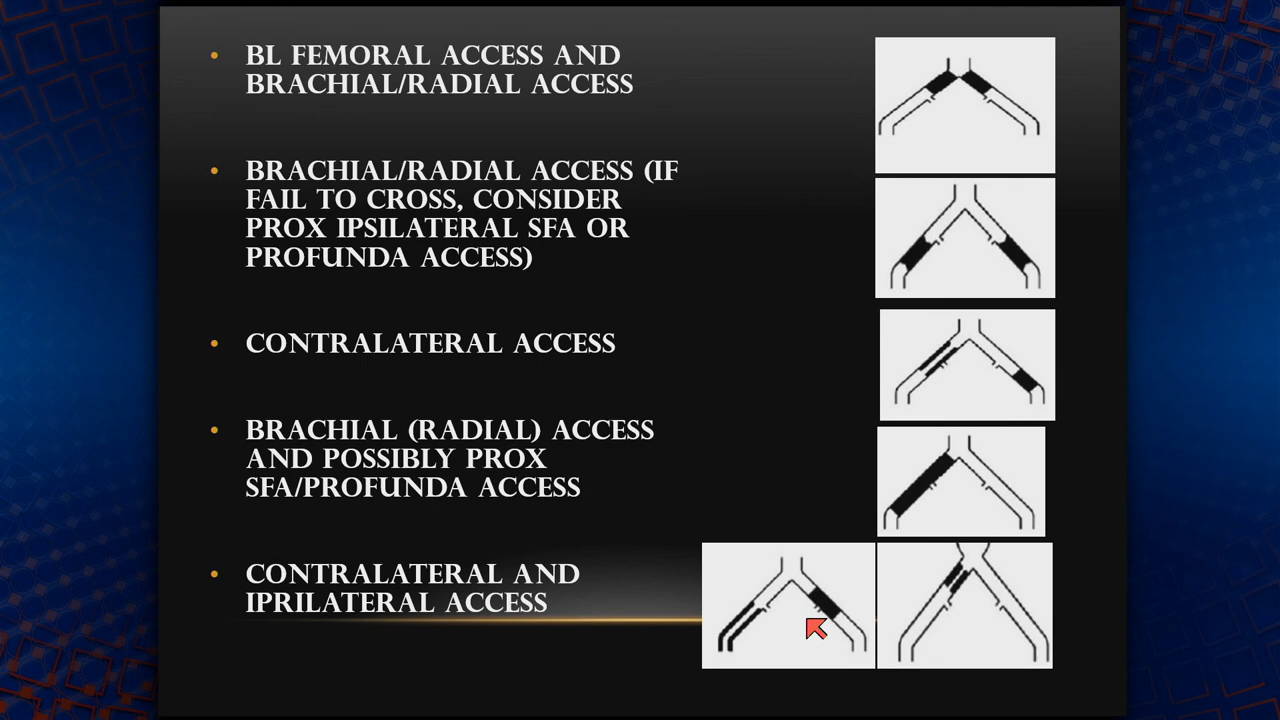 BL FEMORAL ACCESS AND
BRACHIAL/RADIAL ACCESS
BRACHIAL/RADIAL ACCESS (IF
FAIL TO CROSS, CONSIDER
PROX IPSILATERAL SFA OR
PROFUNDA ACCESS)
CONTRALATERAL ACCESS
BRACHIAL (RADIAL) ACCESS
AND POSSIBLY PROX
SFA/PROFUNDA ACCESS
CONTRALATERAL AND
IPRILATERAL ACCESS